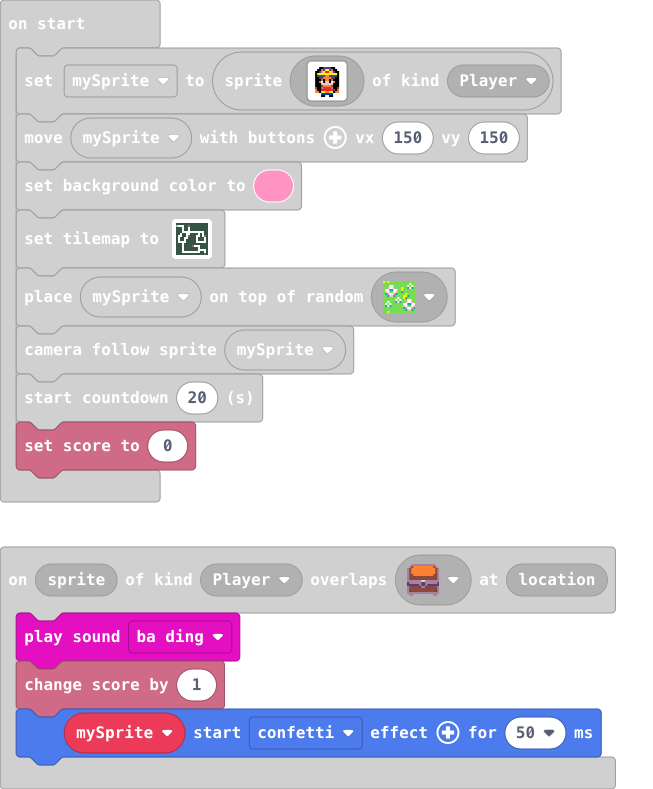 on start
set mySprite to sprite of kind Player
move mySprite with buttons vx 150 vy 150
set background color to
set tilemap to
place mySprite on top of random
camera follow sprite mySprite
start countdown 20 (s)
set score to 0
on sprite of kind Player overlaps at location
play sound ba ding
change score by 1
mySprite start confetti effect for 50 ms